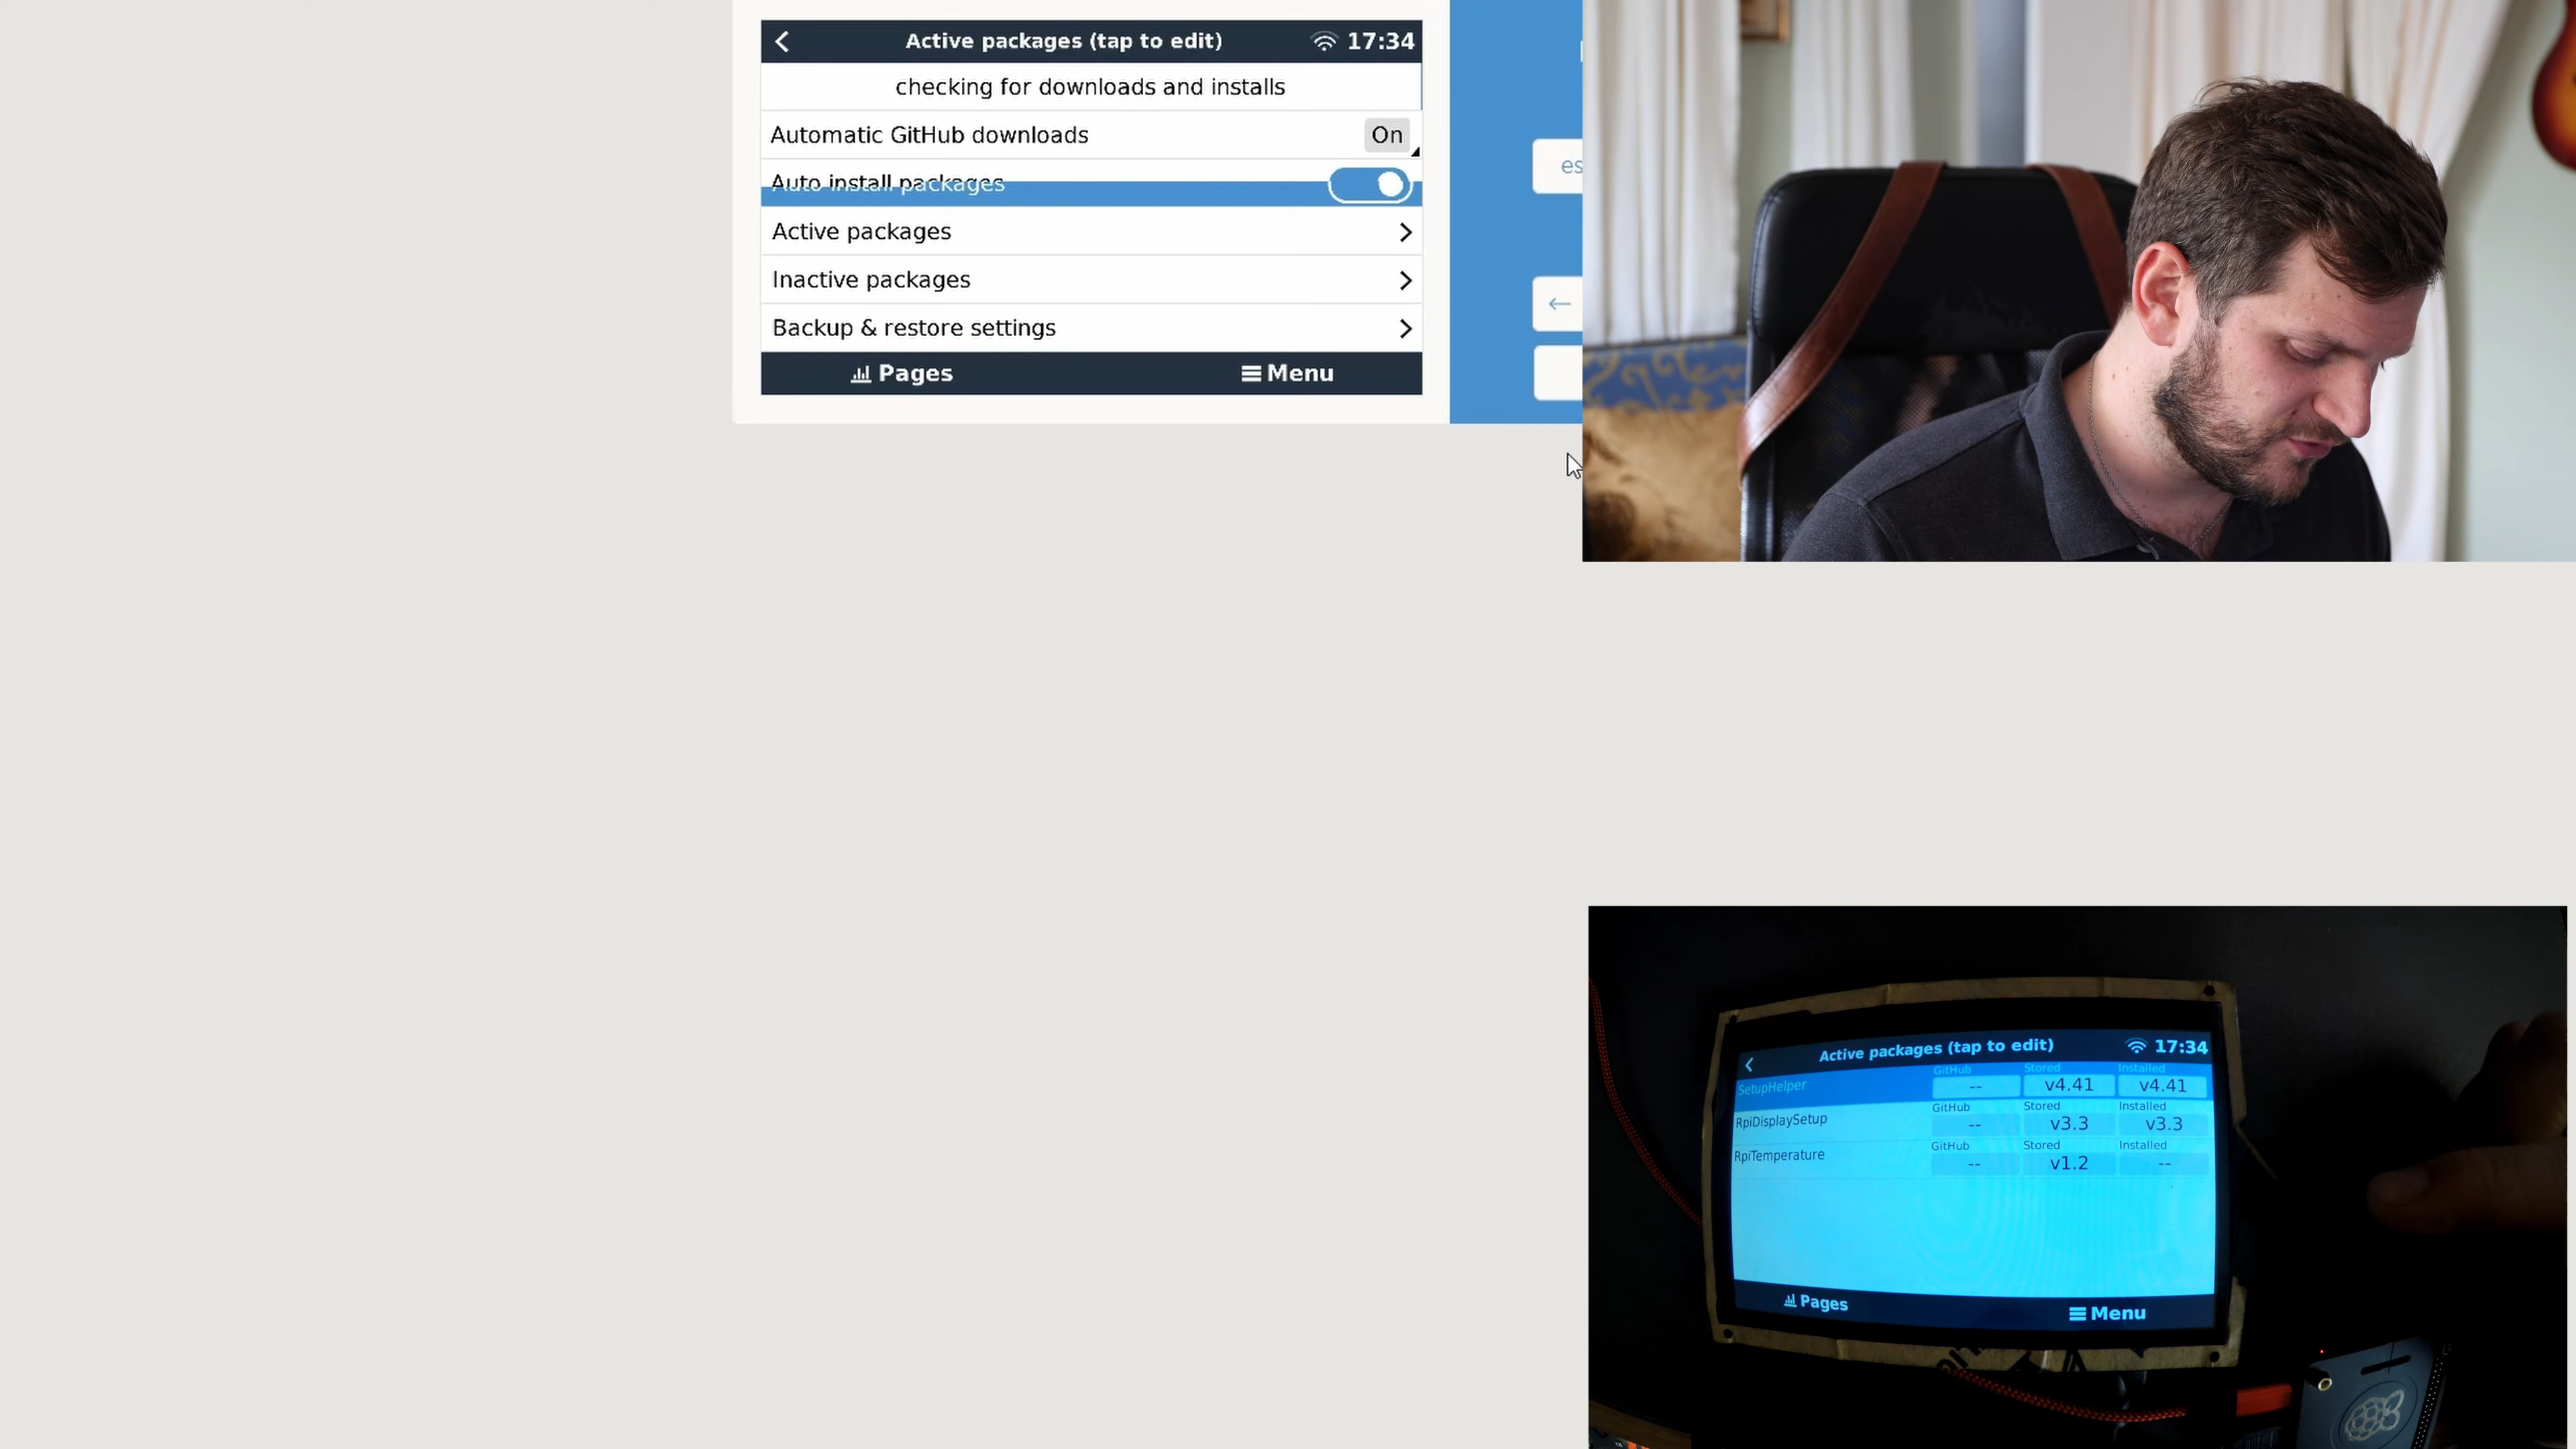 Active packages (tap to edit) 17:34
checking for downloads and installs
Automatic GitHub downloads On
Auto install packages
Active packages
Inactive packages
Backup & restore settings
Pages Menu
es
←
Active packages (tap to edit) 17:34
SetupHelper
GitHub Stored Installed
-- v4.41 v4.41
RpiDisplaySetup
GitHub Stored Installed
-- v3.3 v3.3
RpiTemperature
GitHub Stored Installed
-- v1.2 --
Pages Menu